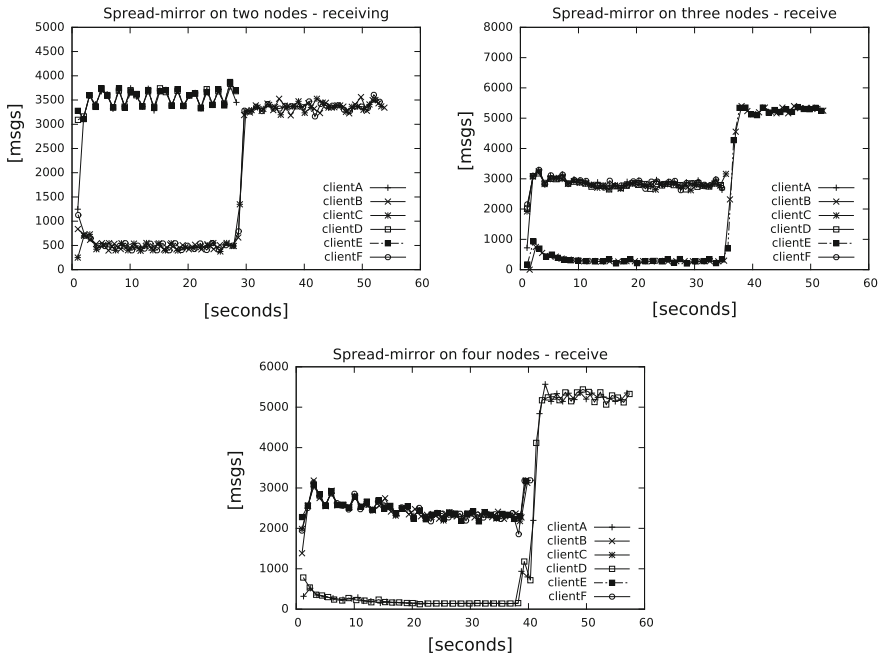 Spread-mirror on two nodes - receiving
5000
4500
4000
3500
3000
2500
2000
1500
1000
500
0
[msgs]
clientA
clientB
clientC
clientD
clientE
clientF
0 10 20 30 40 50 60
[seconds]
Spread-mirror on three nodes - receive
8000
7000
6000
5000
4000
3000
2000
1000
0
[msgs]
clientA
clientB
clientC
clientD
clientE
clientF
0 10 20 30 40 50 60
[seconds]
Spread-mirror on four nodes - receive
6000
5000
4000
3000
2000
1000
0
[msgs]
clientA
clientB
clientC
clientD
clientE
clientF
0 10 20 30 40 50 60
[seconds]